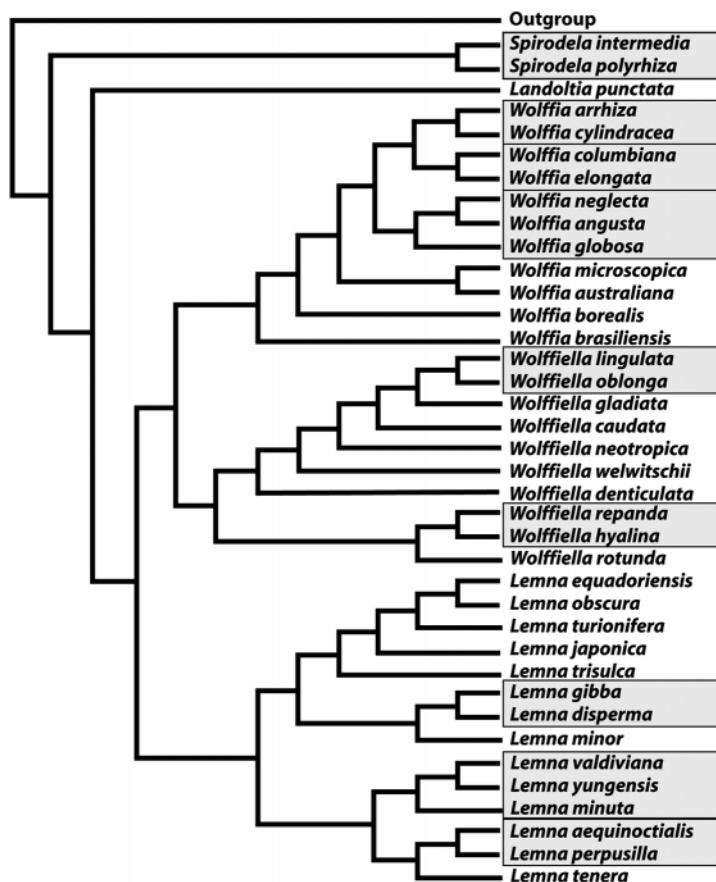 Outgroup
Spirodela intermedia
Spirodela polyrhiza
Landoltia punctata
Wolffia arrhiza
Wolffia cylindracea
Wolffia columbiana
Wolffia elongata
Wolffia neglecta
Wolffia angusta
Wolffia globosa
Wolffia microscopica
Wolffia australiana
Wolffia borealis
Wolffia brasiliensis
Wolffiella lingulata
Wolffiella oblonga
Wolffiella gladiata
Wolffiella caudata
Wolffiella neotropica
Wolffiella welwitschii
Wolffiella denticulata
Wolffiella repanda
Wolffiella hyalina
Wolffiella rotunda
Lemna equadoriensis
Lemna obscura
Lemna turionifera
Lemna japonica
Lemna trisulca
Lemna gibba
Lemna disperma
Lemna minor
Lemna valdiviana
Lemna yungensis
Lemna minuta
Lemna aequinoctialis
Lemna perpusilla
Lemna tenera